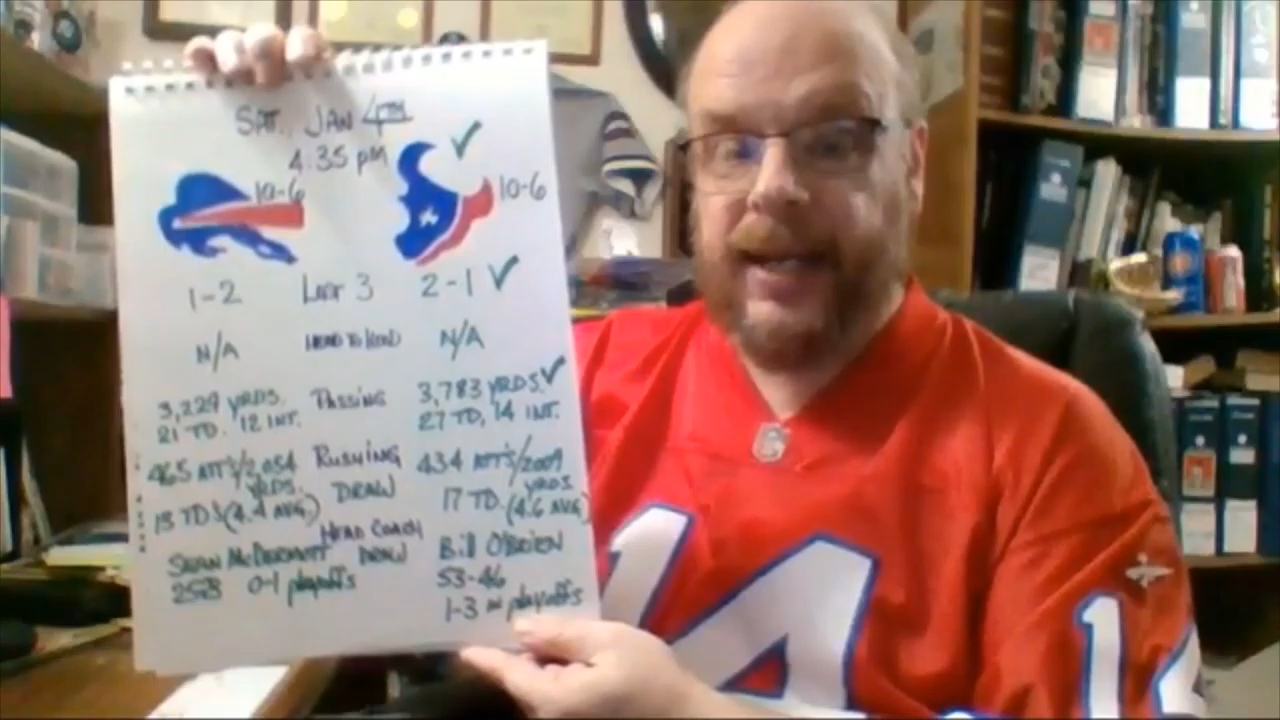 SAT. JAN 4TH
4:35 pm
10-6 10-6
1-2 LAST 3 2-1
N/A HEAD TO HEAD N/A
3,229 YRDS. PASSING 3,783 YRDS.
21 TD. 12 INT. 27 TD, 14 INT.
465 ATT'S/2,054 RUSHING 434 ATT'S/2009
YRDS. DRAW YRDS.
13 TDS (4.4 AVG.) 17 TD. (4.6 AVG)
HEAD COACH
SEAN McDERMOTT DRAW Bill O'BRIEN
0-1 playoffs 53-46
1-3 in playoffs
14
14